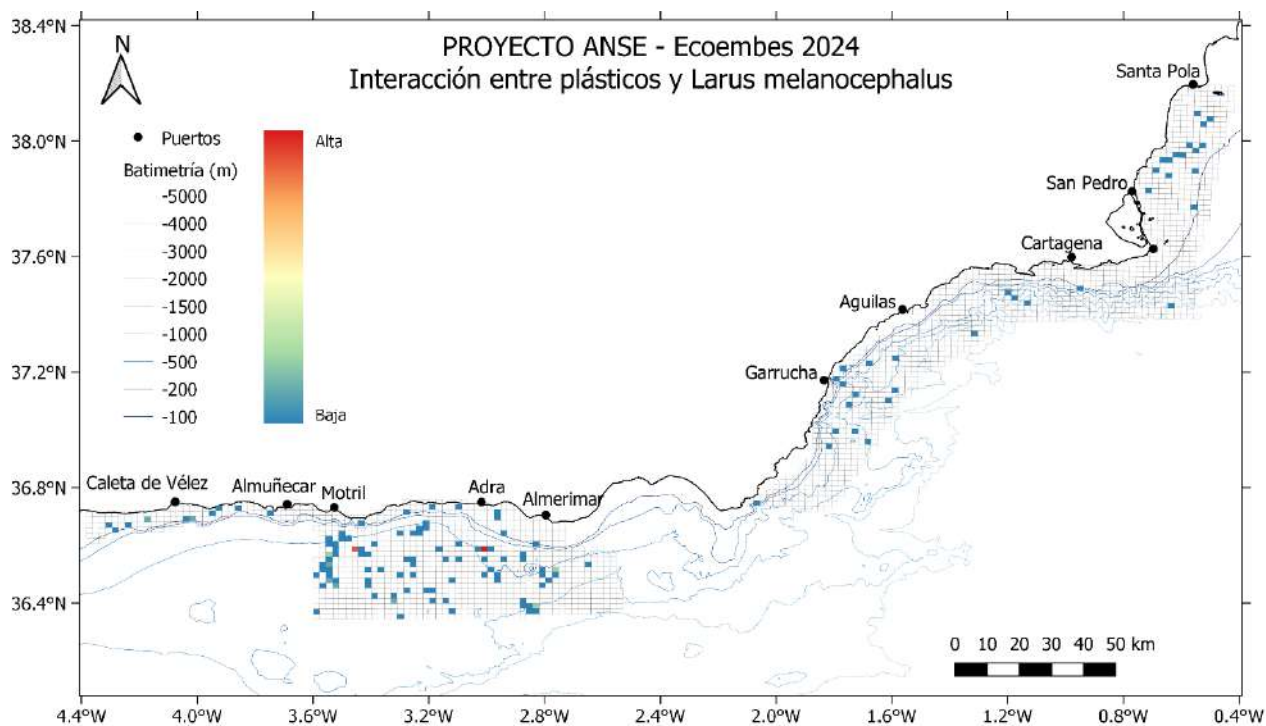 PROYECTO ANSE - Ecoembes 2024
Interacción entre plásticos y Larus melanocephalus
N
Puertos
Batimetría (m)
-5000
-4000
-3000
-2000
-1500
-1000
-500
-200
-100
Alta
Baja
Santa Pola
San Pedro
Cartagena
Aguilas
Garrucha
Caleta de Vélez
Almuñecar
Motril
Adra
Almerimar
38.4°N
38.0°N
37.6°N
37.2°N
36.8°N
36.4°N
0 10 20 30 40 50 km
4.4°W 4.0°W 3.6°W 3.2°W 2.8°W 2.4°W 2.0°W 1.6°W 1.2°W 0.8°W 0.4°W